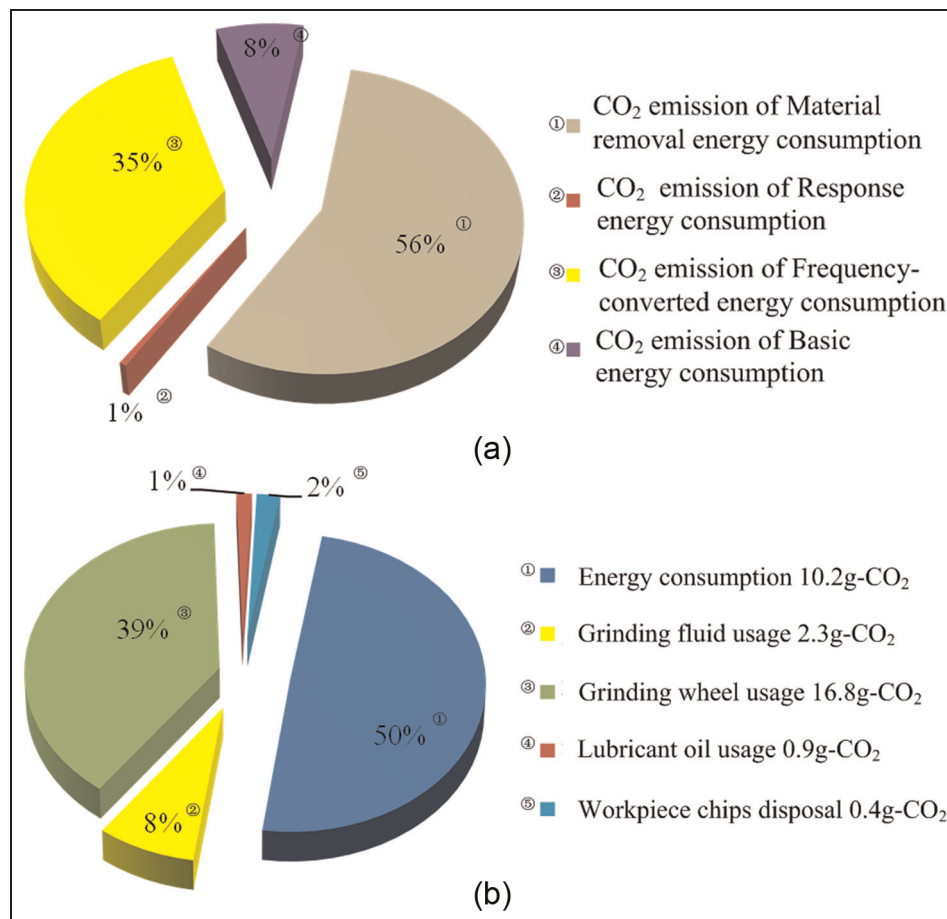 8% ④
35% ③
56% ①
1% ②
① CO₂ emission of Material
removal energy consumption
② CO₂ emission of Response
energy consumption
③ CO₂ emission of Frequency-
converted energy consumption
④ CO₂ emission of Basic
energy consumption
(a)
1% ④
2% ⑤
39% ③
50% ①
8% ②
① Energy consumption 10.2g-CO₂
② Grinding fluid usage 2.3g-CO₂
③ Grinding wheel usage 16.8g-CO₂
④ Lubricant oil usage 0.9g-CO₂
⑤ Workpiece chips disposal 0.4g-CO₂
(b)